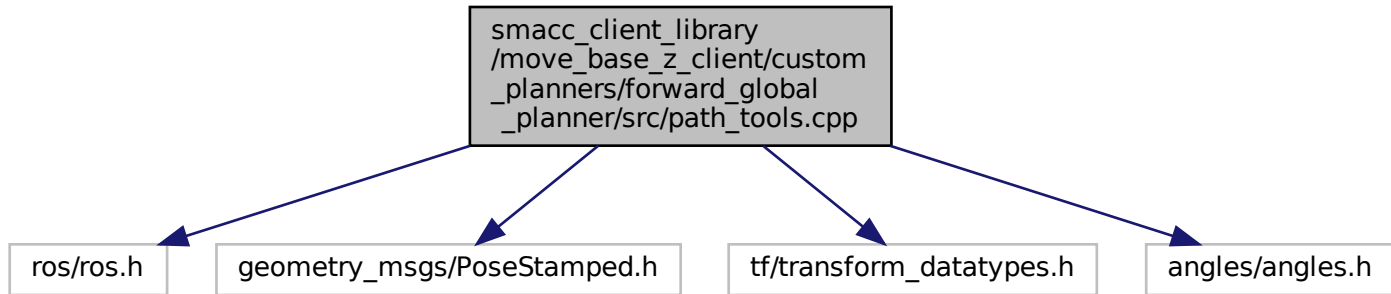 smacc_client_library
/move_base_z_client/custom
_planners/forward_global
_planner/src/path_tools.cpp
ros/ros.h
geometry_msgs/PoseStamped.h
tf/transform_datatypes.h
angles/angles.h